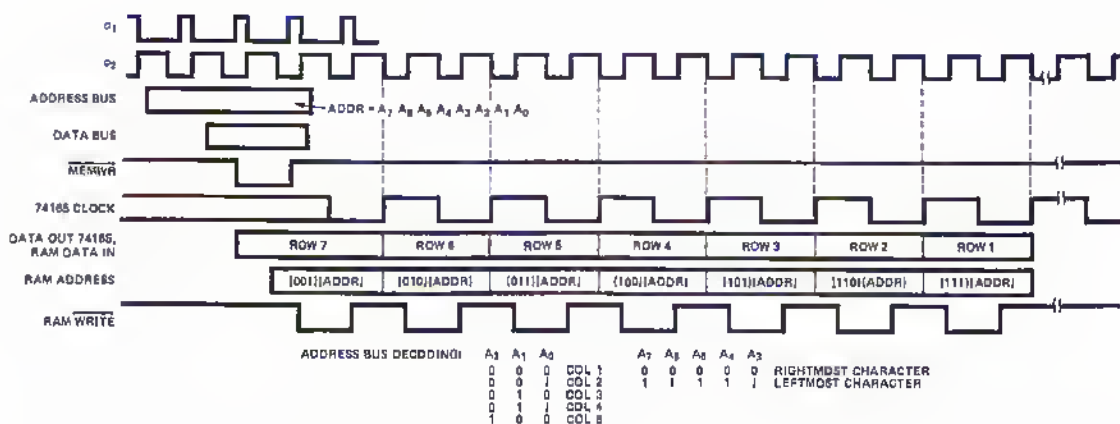 ø1
ø2
ADDRESS BUS
ADDR = A7 A6 A5 A4 A3 A2 A1 A0
DATA BUS
MEMWR
74165 CLOCK
DATA OUT 74165,
RAM DATA IN
ROW 7 ROW 6 ROW 5 ROW 4 ROW 3 ROW 2 ROW 1
RAM ADDRESS
[001][ADDR] [010][ADDR] [011][ADDR] [100][ADDR] [101][ADDR] [110][ADDR] [111][ADDR]
RAM WRITE
ADDRESS BUS DECODING: A2 A1 A0 A7 A6 A5 A4 A3
0 0 0 COL 1 0 0 0 0 0 RIGHTMOST CHARACTER
0 0 1 COL 2 1 1 1 1 1 LEFTMOST CHARACTER
0 1 0 COL 3
0 1 1 COL 4
1 0 0 COL 5